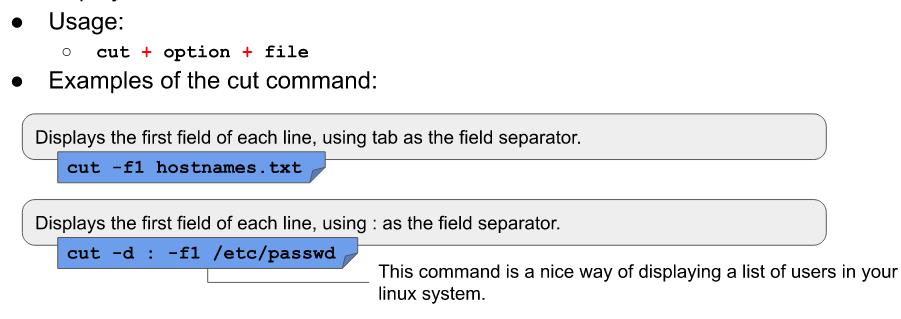 ● Usage:
○ cut + option + file
● Examples of the cut command:
Displays the first field of each line, using tab as the field separator.
cut -f1 hostnames.txt
Displays the first field of each line, using : as the field separator.
cut -d : -f1 /etc/passwd
This command is a nice way of displaying a list of users in your
linux system.